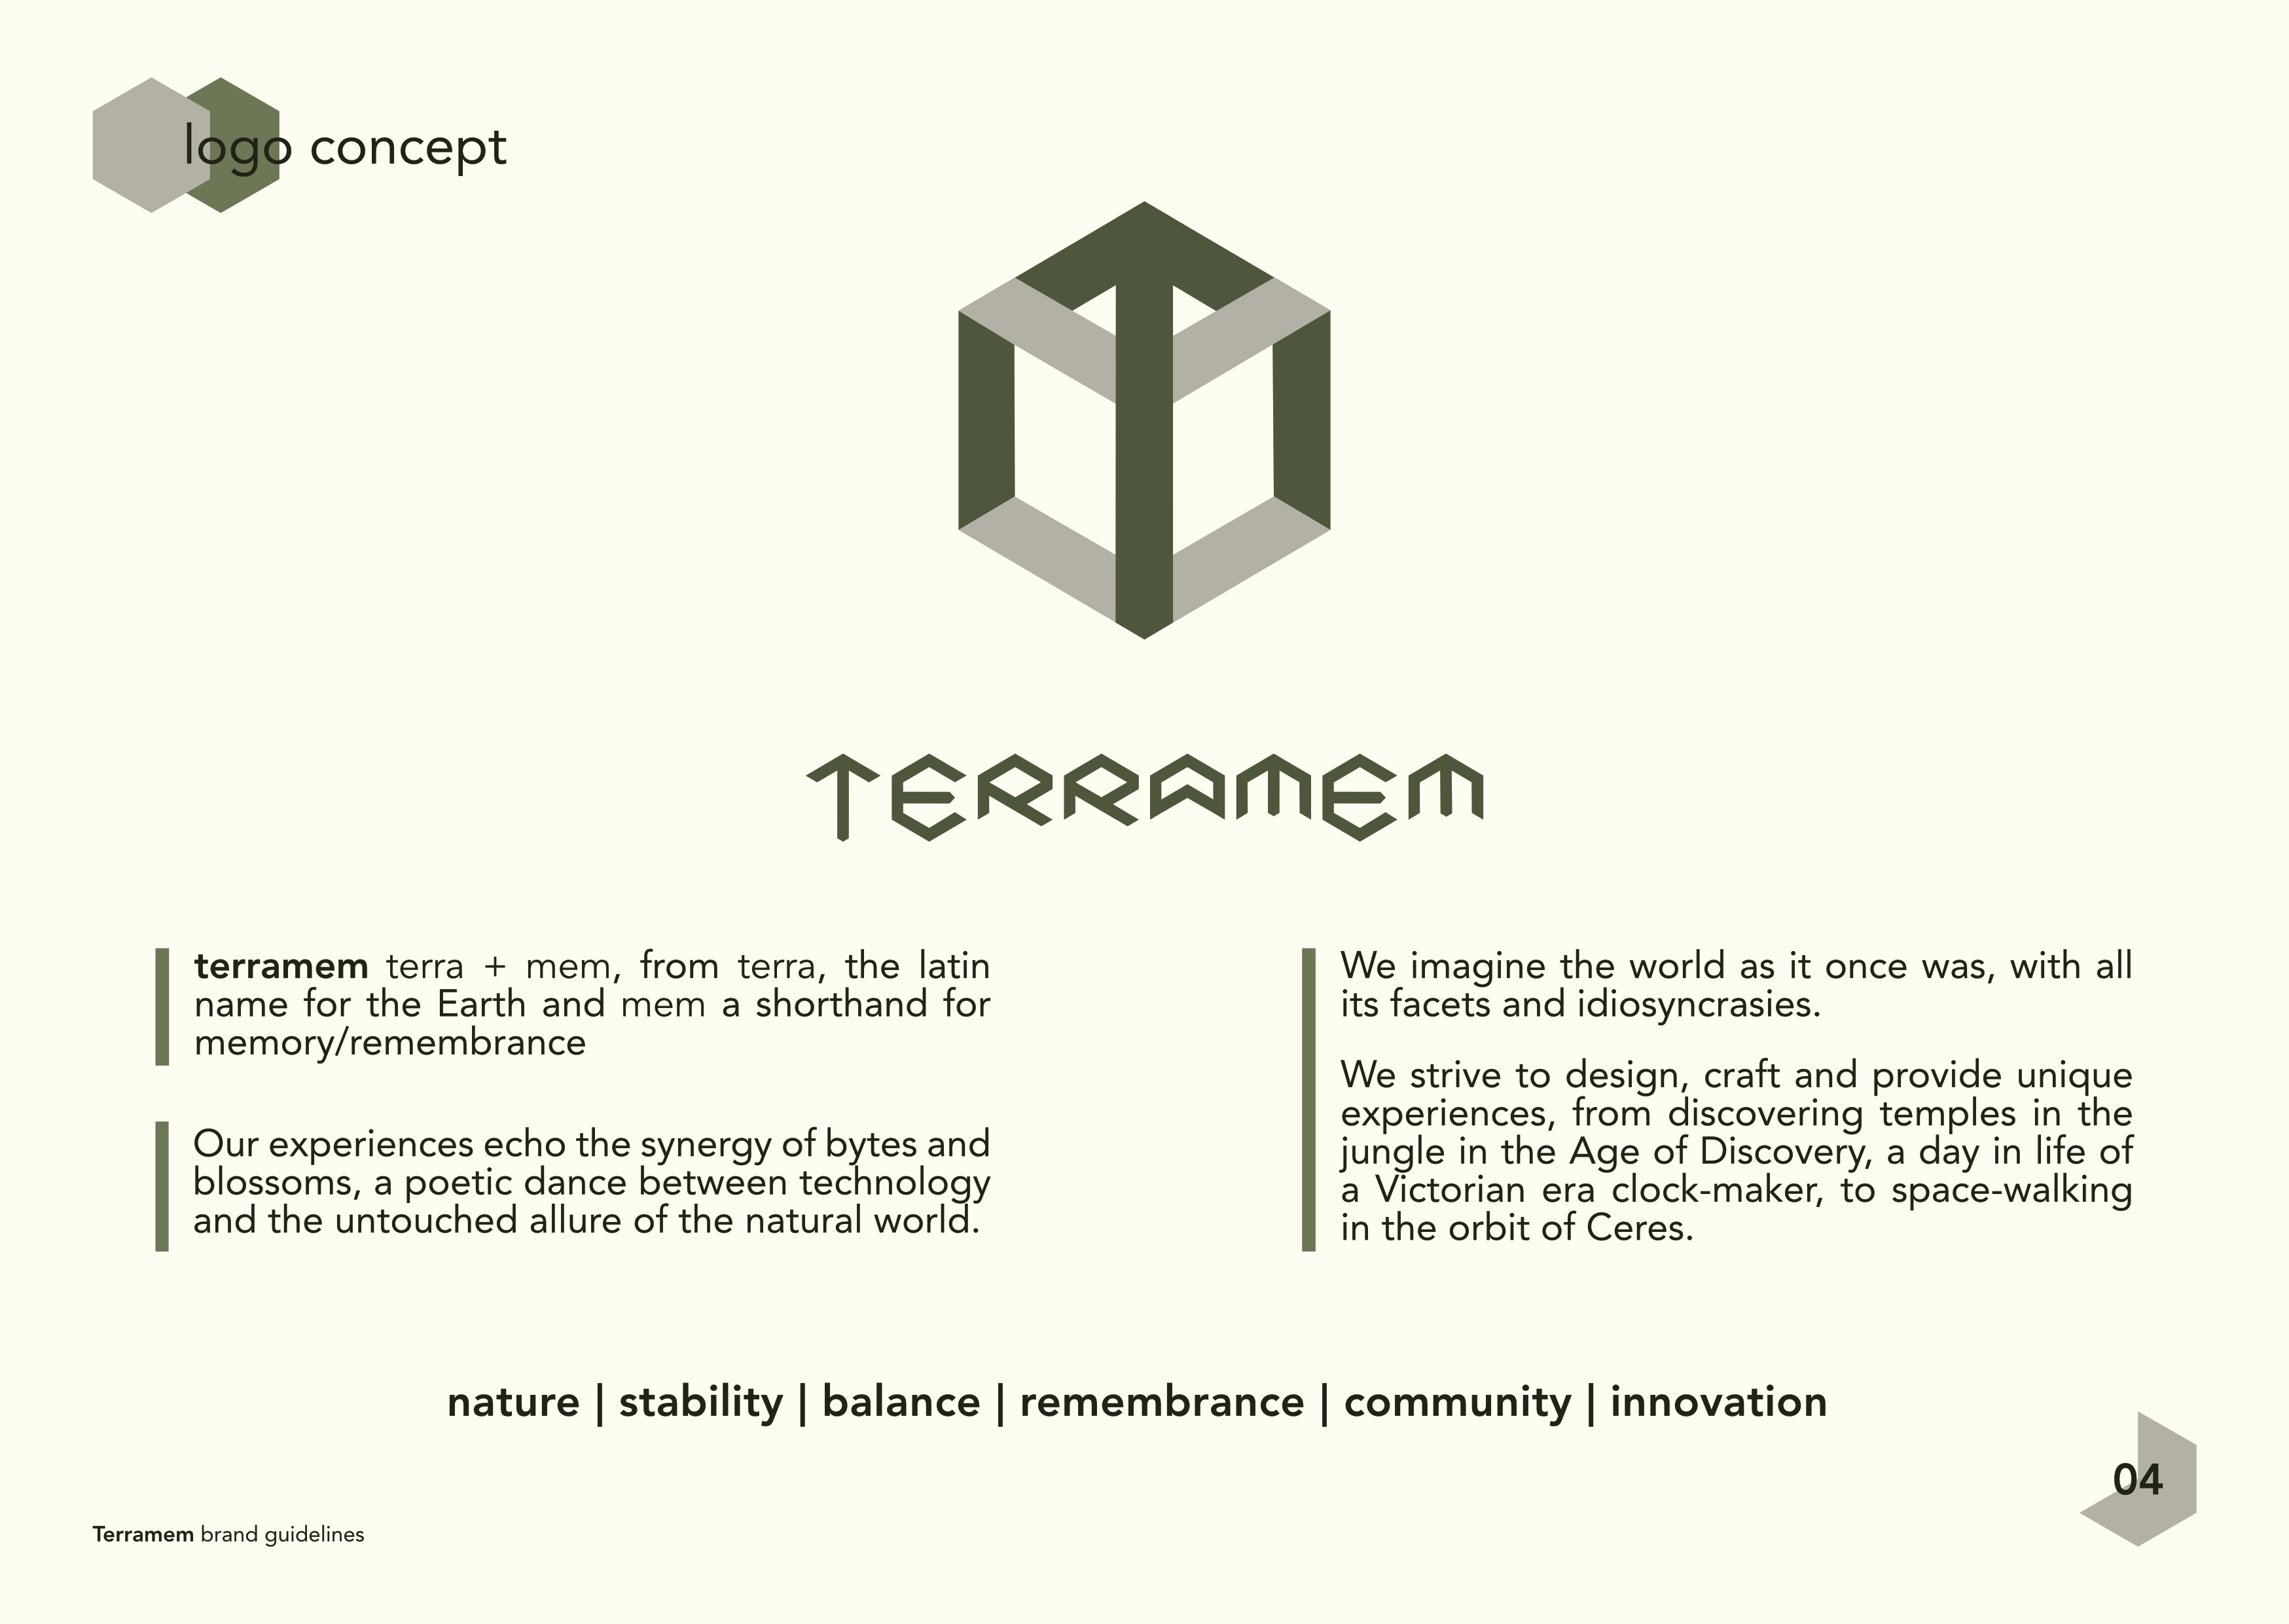 logo concept
TERRAMEM
terramem terra + mem, from terra, the latin
name for the Earth and mem a shorthand for
memory/remembrance
Our experiences echo the synergy of bytes and
blossoms, a poetic dance between technology
and the untouched allure of the natural world.
We imagine the world as it once was, with all
its facets and idiosyncrasies.
We strive to design, craft and provide unique
experiences, from discovering temples in the
jungle in the Age of Discovery, a day in life of
a Victorian era clock-maker, to space-walking
in the orbit of Ceres.
nature | stability | balance | remembrance | community | innovation
04
Terramem brand guidelines